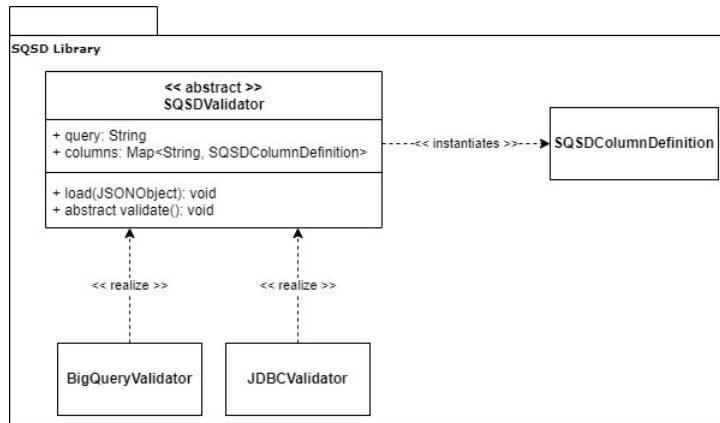 SQSD Library
<< abstract >>
SQSDValidator
+ query: String
+ columns: Map<String, SQSDColumnDefinition>
+ load(JSONObject): void
+ abstract validate(): void
<< instantiates >>
SQSDColumnDefinition
<< realize >>
<< realize >>
BigQueryValidator
JDBCValidator